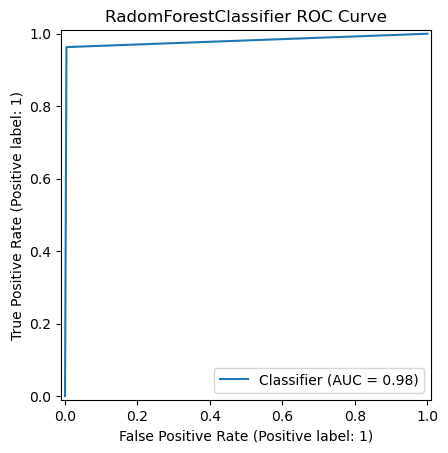 RadomForestClassifier ROC Curve
1.0
0.8
0.6
0.4
0.2
0.0
True Positive Rate (Positive label: 1)
Classifier (AUC = 0.98)
0.0 0.2 0.4 0.6 0.8 1.0
False Positive Rate (Positive label: 1)